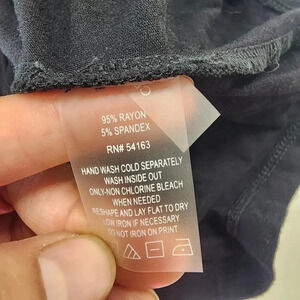 95% RAYON
5% SPANDEX
RN# 54163
HAND WASH COLD SEPARATELY
WASH INSIDE OUT
ONLY-NON CHLORINE BLEACH
WHEN NEEDED
RESHAPE AND LAY FLAT TO DRY
LOW IRON IF NECESSARY
DO NOT IRON ON PRINT